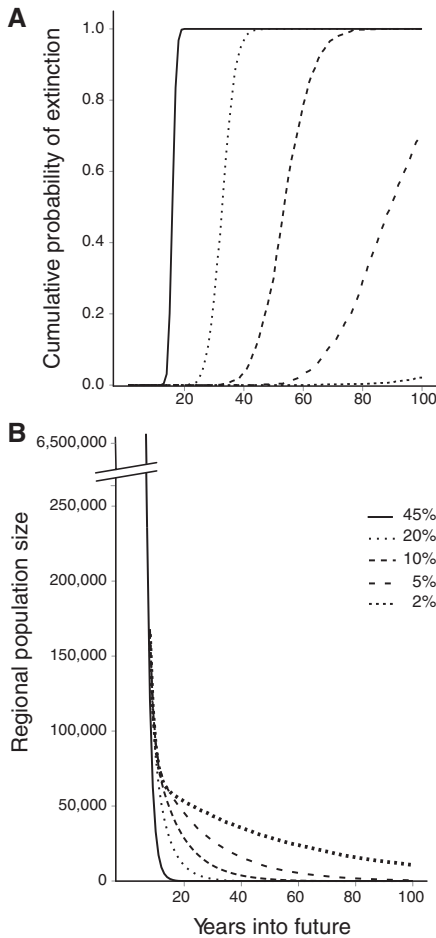 A
Cumulative probability of extinction
1.0
0.8
0.6
0.4
0.2
0.0
20 40 60 80 100
B
Regional population size
6,500,000
250,000
200,000
150,000
100,000
50,000
0
45%
20%
10%
5%
2%
20 40 60 80 100
Years into future